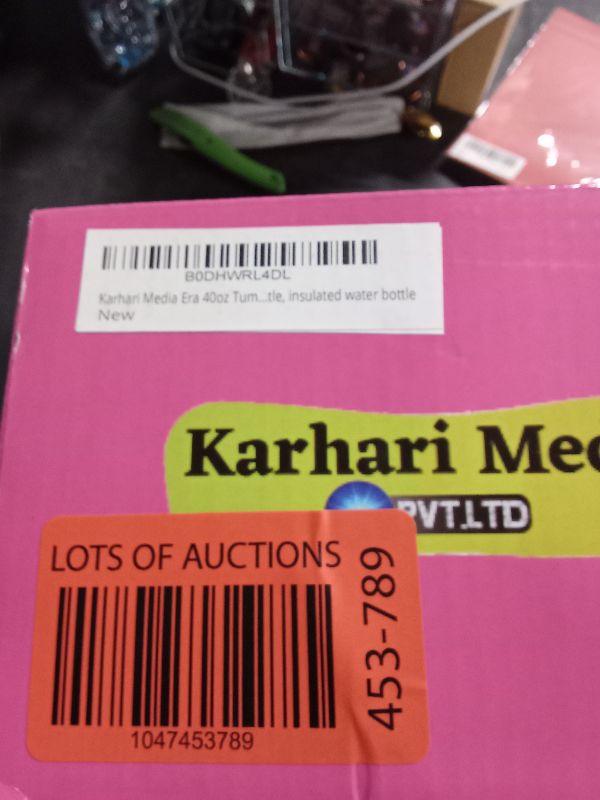 B0DHWRL4DL
Karhari Media Era 40oz Tum...tle, insulated water bottle
New
Karhari Med
PVT.LTD
LOTS OF AUCTIONS
453-789
1047453789